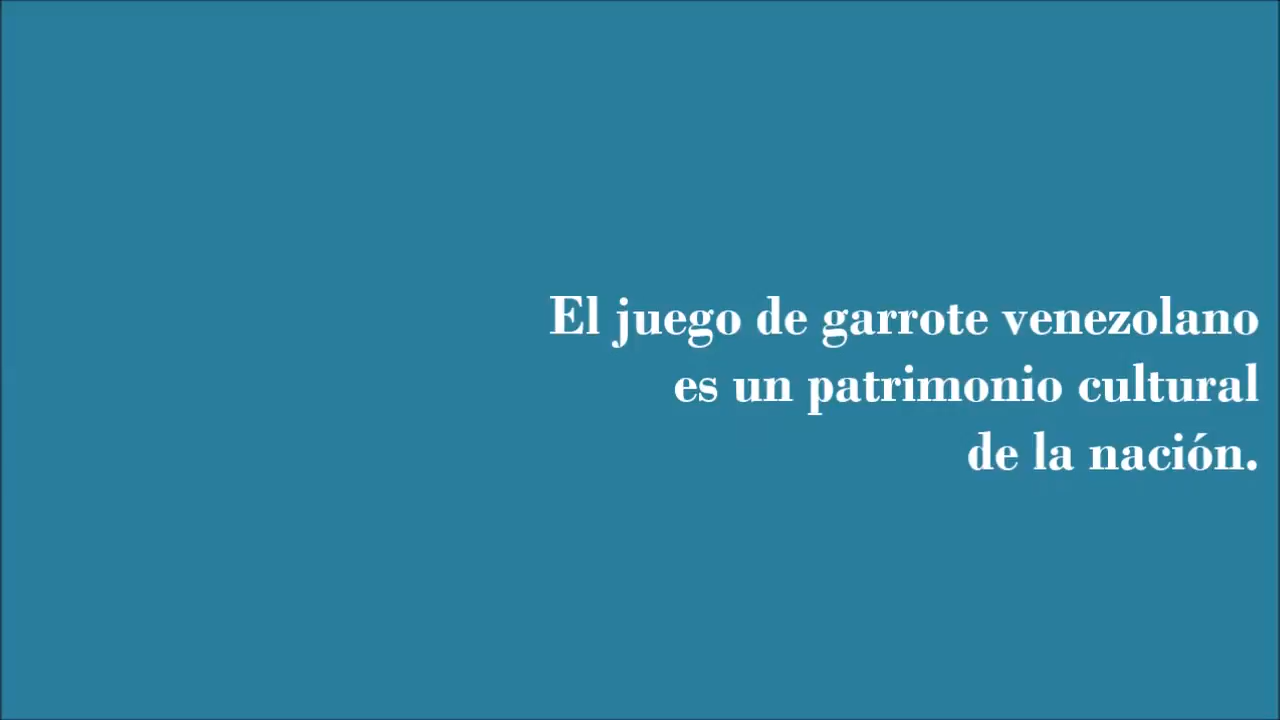 El juego de garrote venezolano
es un patrimonio cultural
de la nación.